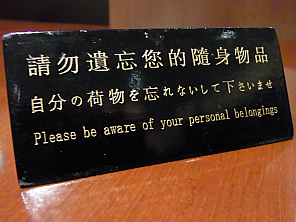 請勿遺忘您的隨身物品
自分の荷物を忘れないして下さいませ
Please be aware of your personal belongings